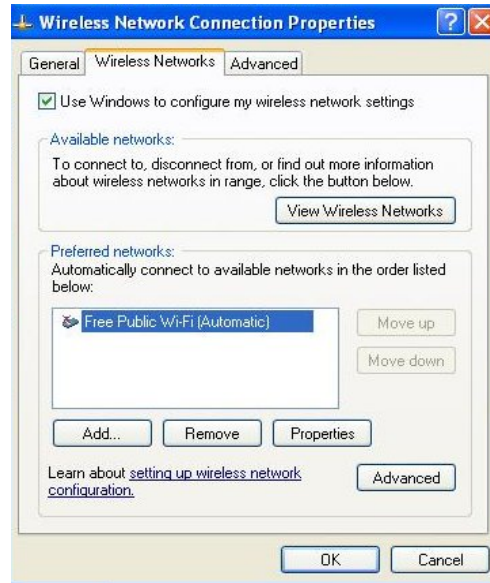 Wireless Network Connection Properties
General Wireless Networks Advanced
Use Windows to configure my wireless network settings
Available networks:
To connect to, disconnect from, or find out more information
about wireless networks in range, click the button below.
View Wireless Networks
Preferred networks:
Automatically connect to available networks in the order listed
below:
Free Public Wi-Fi (Automatic)
Move up
Move down
Add... Remove Properties
Learn about setting up wireless network
configuration.
Advanced
OK Cancel